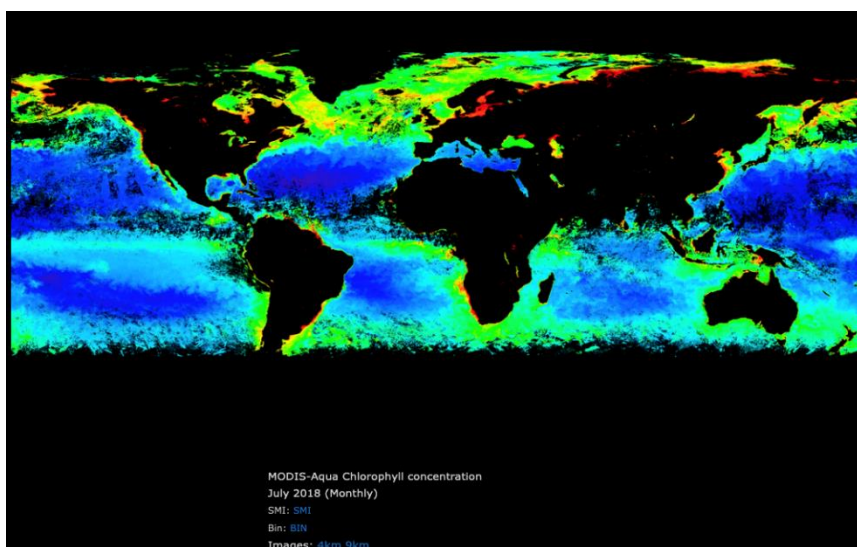 MODIS-Aqua Chlorophyll concentration
July 2018 (Monthly)
SMI: SMI
Bin: BIN
Images: 4km 9km